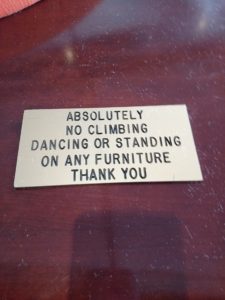 ABSOLUTELY
NO CLIMBING
DANCING OR STANDING
ON ANY FURNITURE
THANK YOU